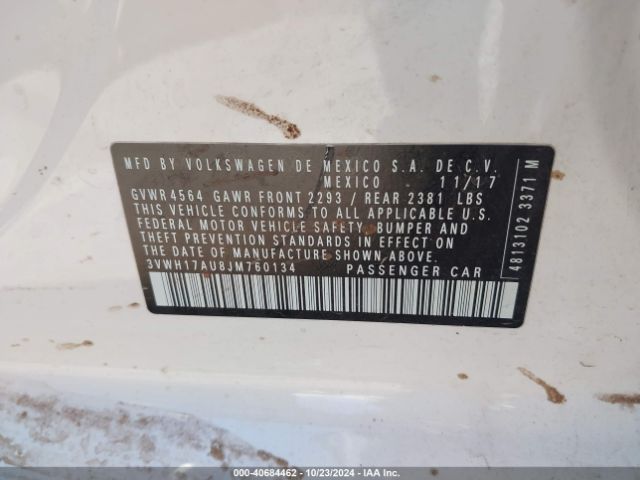 MFD BY VOLKSWAGEN DE MEXICO S.A. DE C.V.
MEXICO - 11/17
GVWR 4564 GAWR FRONT 2293 / REAR 2381 LBS
THIS VEHICLE CONFORMS TO ALL APPLICABLE U.S.
FEDERAL MOTOR VEHICLE SAFETY, BUMPER AND
THEFT PREVENTION STANDARDS IN EFFECT ON
THE DATE OF MANUFACTURE SHOWN ABOVE.
3VWH17AU8JM760134 PASSENGER CAR
4813102 3371 M
000-40684462 • 10/23/2024 • IAA Inc.